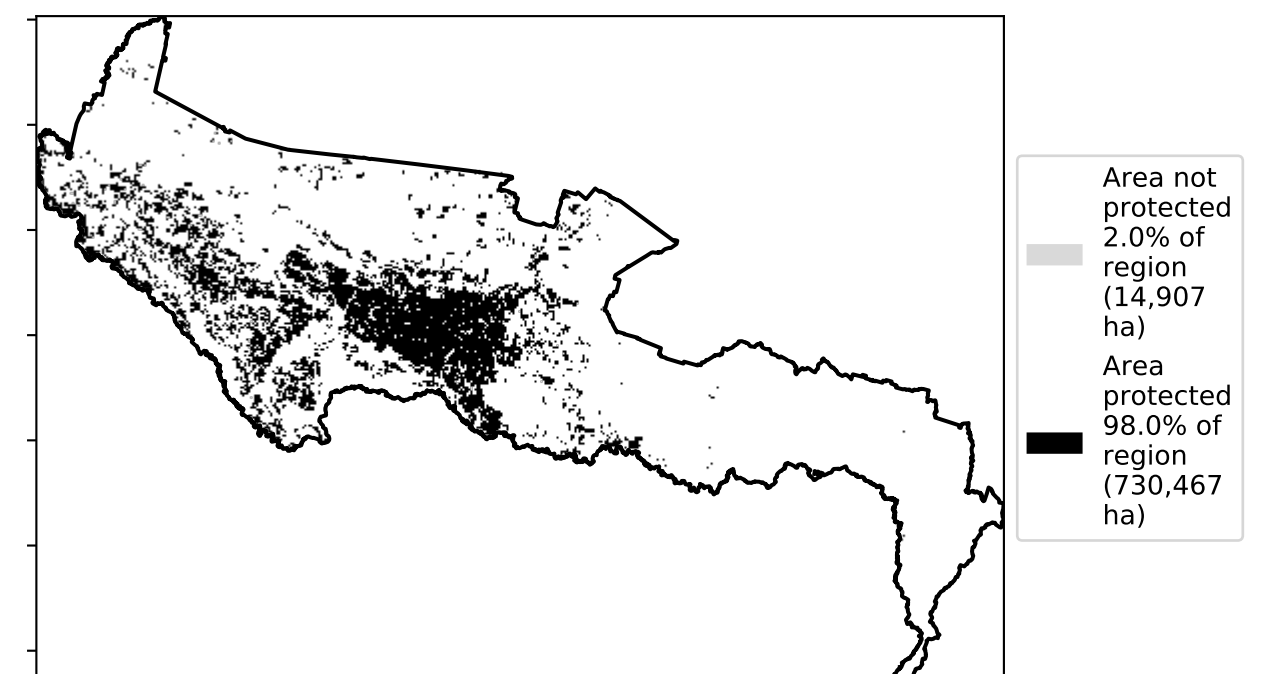 Area not
protected
2.0% of
region
(14,907
ha)
Area
protected
98.0% of
region
(730,467
ha)